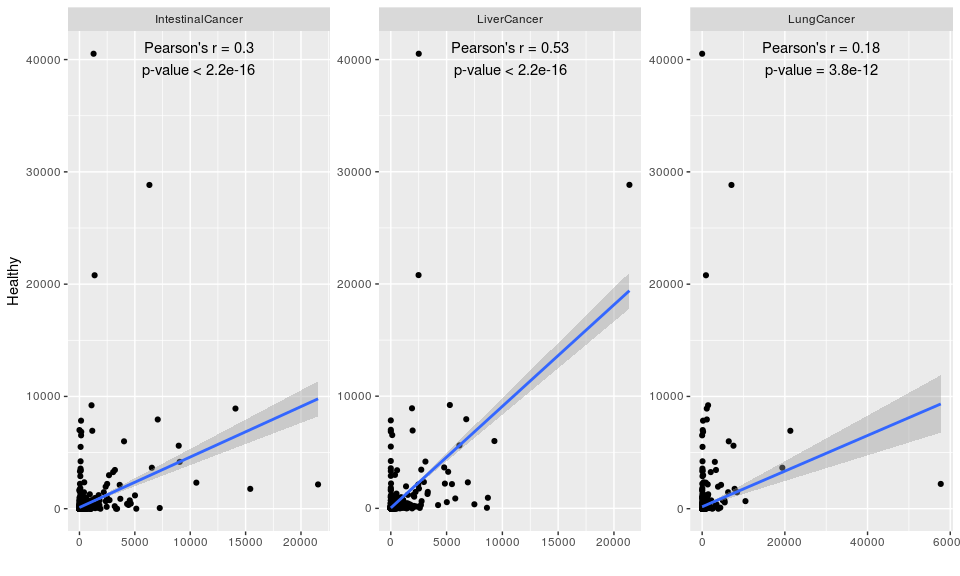 IntestinalCancer
LiverCancer
LungCancer
Pearson's r = 0.3
p-value < 2.2e-16
Pearson's r = 0.53
p-value < 2.2e-16
Pearson's r = 0.18
p-value = 3.8e-12
Healthy
40000
30000
20000
10000
0
40000
30000
20000
10000
0
40000
30000
20000
10000
0
0 5000 10000 15000 20000
0 5000 10000 15000 20000
0 20000 40000 6000